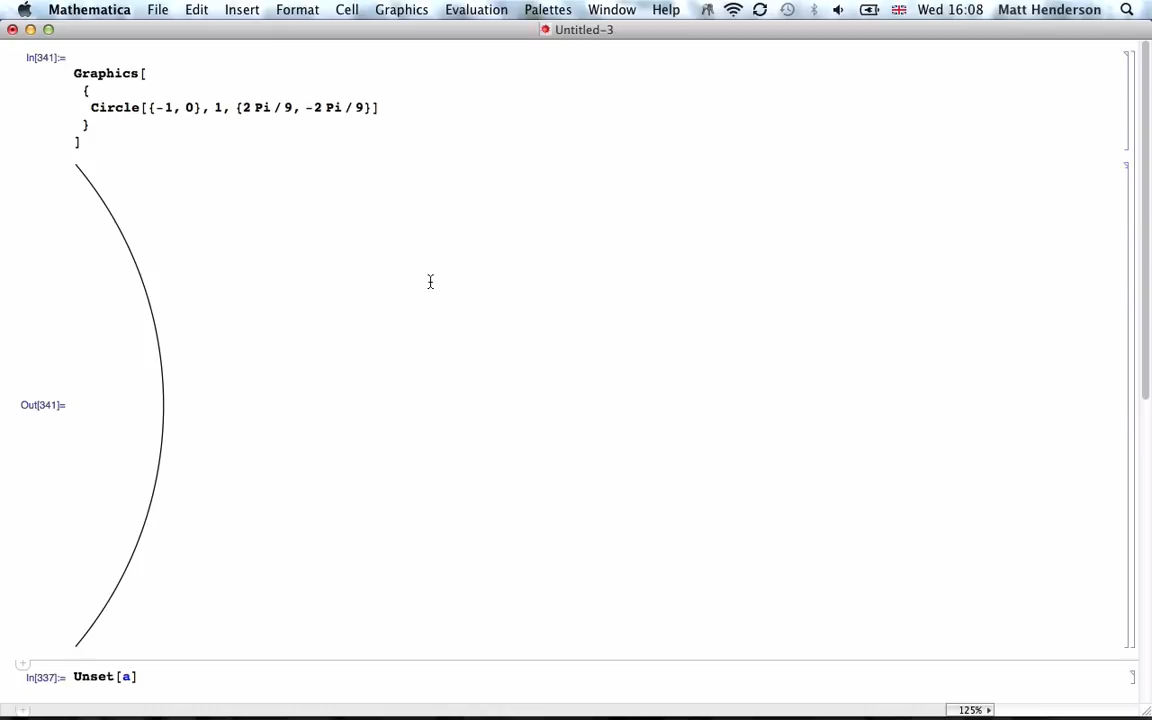 Mathematica File Edit Insert Format Cell Graphics Evaluation Palettes Window Help Wed 16:08 Matt Henderson
Untitled-3
In[341]:=
Graphics[
{
Circle[{-1, 0}, 1, {2 Pi / 9, -2 Pi / 9}]
}
]
Out[341]=
In[337]:= Unset[a]
125%